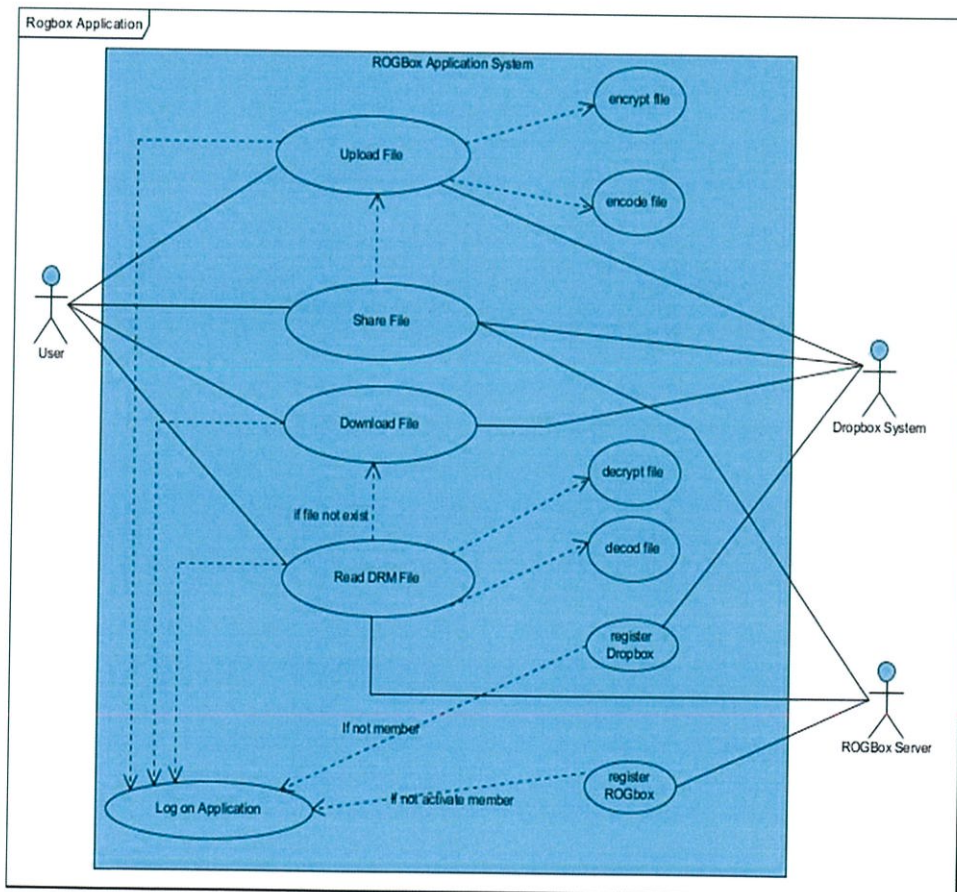 Rogbox Application
ROGBox Application System
encrypt file
Upload File
encode file
User
Share File
Dropbox System
Download File
decrypt file
if file not exist
decod file
Read DRM File
register
Dropbox
If not member
ROGBox Server
register
ROGbox
If not activate member
Log on Application